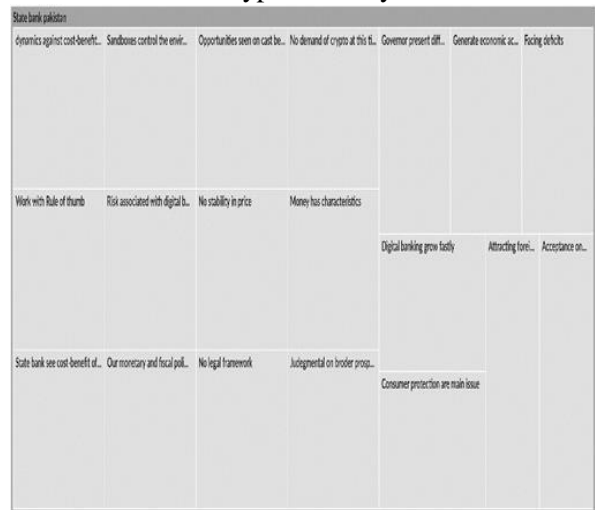 State bank pakistan
dynamics against cost-benefit... Sandboxes control the envir... Opportunities seen on cast be... No demand of crypto at this ti... Governor present diff... Generate economic ac... Facing deficits
Work with Rule of thumb Risk associated with digital b... No stability in price Money has characteristics
Digital banking grow fastly Attracting forei... Acceptance on...
State bank see cost-benefit of... Our monetary and fiscal poli... No legal framework Judegmental on broder prosp...
Consumer protection are main issue